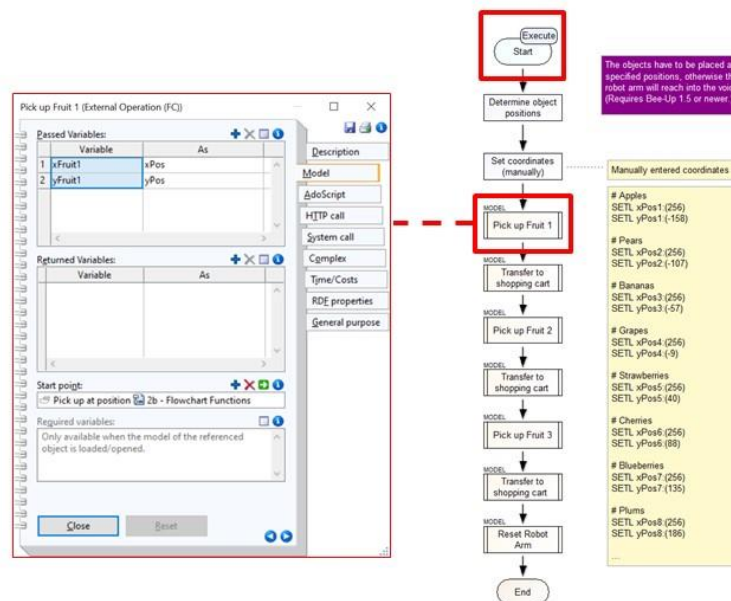 Pick up Fruit 1 (External Operation (FC))
Passed Variables:
Variable As
1 xFruit1 xPos
2 yFruit1 yPos
Returned Variables:
Variable As
Start point:
Pick up at position 2b - Flowchart Functions
Required variables:
Only available when the model of the referenced
object is loaded/opened.
Close Reset
Description
Model
AdoScript
HTTP call
System call
Complex
Time/Costs
RDF properties
General purpose
Execute
Start
Determine object
positions
Set coordinates
(manually)
MODEL
Pick up Fruit 1
MODEL
Transfer to
shopping cart
MODEL
Pick up Fruit 2
MODEL
Transfer to
shopping cart
MODEL
Pick up Fruit 3
MODEL
Transfer to
shopping cart
MODEL
Reset Robot
Arm
End
The objects have to be placed a
specified positions, otherwise th
robot arm will reach into the voi
(Requires Bee-Up 1.5 or newer.
Manually entered coordinates
# Apples
SETL xPos1:(256)
SETL yPos1:(-158)
# Pears
SETL xPos2:(256)
SETL yPos2:(-107)
# Bananas
SETL xPos3:(256)
SETL yPos3:(-57)
# Grapes
SETL xPos4:(256)
SETL yPos4:(-9)
# Strawberries
SETL xPos5:(256)
SETL yPos5:(40)
# Cherries
SETL xPos6:(256)
SETL yPos6:(88)
# Blueberries
SETL xPos7:(256)
SETL yPos7:(135)
# Plums
SETL xPos8:(256)
SETL yPos8:(186)
...